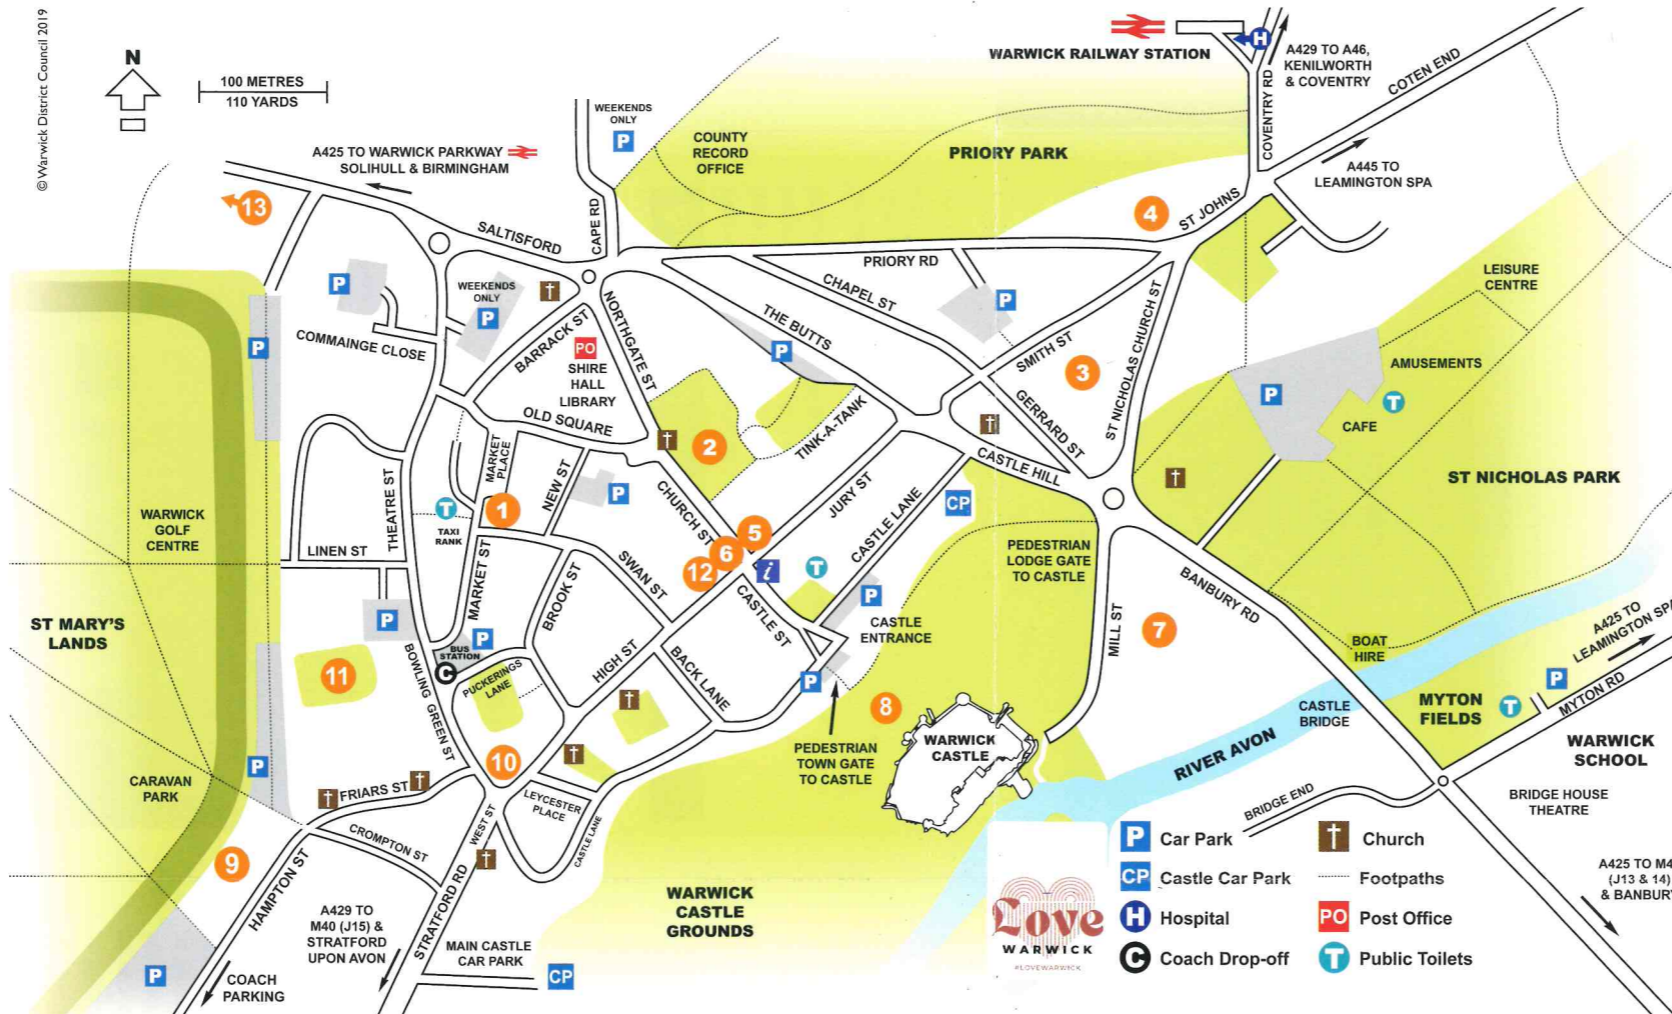 © Warwick District Council 2019
N
100 METRES
110 YARDS
A425 TO WARWICK PARKWAY
SOLIHULL & BIRMINGHAM
13
WEEKENDS
ONLY
P
COUNTY
RECORD
OFFICE
PRIORY PARK
WARWICK RAILWAY STATION
H
A429 TO A46,
KENILWORTH
& COVENTRY
COVENTRY RD
COTEN END
A445 TO
LEAMINGTON SPA
4
ST JOHNS
SALTISFORD
CAPE RD
PRIORY RD
CHAPEL ST
P
THE BUTTS
P
SMITH ST
3
GERRARD ST
ST NICHOLAS CHURCH ST
LEISURE
CENTRE
AMUSEMENTS
P
T
CAFE
ST NICHOLAS PARK
P
WEEKENDS
ONLY
P
COMMAINGE CLOSE
P
BARRACK ST
NORTHGATE ST
PO
SHIRE
HALL
LIBRARY
OLD SQUARE
2
TINK-A-TANK
CASTLE HILL
MARKET
PLACE
NEW ST
P
CHURCH ST
JURY ST
CASTLE LANE
CP
THEATRE ST
T
TAXI
RANK
1
WARWICK
GOLF
CENTRE
LINEN ST
MARKET ST
BROOK ST
SWAN ST
5
6
12
i
T
CASTLE ST
P
CASTLE
ENTRANCE
PEDESTRIAN
LODGE GATE
TO CASTLE
BANBURY RD
MILL ST
7
BOAT
HIRE
A425 TO
LEAMINGTON SPA
ST MARY'S
LANDS
P
P
BUS
STATION
C
PUCKERINGS
LANE
HIGH ST
BACK LANE
P
11
BOWLING GREEN ST
8
WARWICK
CASTLE
PEDESTRIAN
TOWN GATE
TO CASTLE
RIVER AVON
CASTLE
BRIDGE
MYTON
FIELDS
T
P
MYTON RD
WARWICK
SCHOOL
10
CARAVAN
PARK
P
FRIARS ST
LEYCESTER
PLACE
WEST ST
CROMPTON ST
CASTLE LANE
9
HAMPTON ST
STRATFORD RD
BRIDGE END
BRIDGE HOUSE
THEATRE
A425 TO M4
(J13 & 14)
& BANBURY
A429 TO
M40 (J15) &
STRATFORD
UPON AVON
P
COACH
PARKING
MAIN CASTLE
CAR PARK
CP
WARWICK
CASTLE
GROUNDS
Love
WARWICK
#LOVEWARWICK
P Car Park
CP Castle Car Park
H Hospital
C Coach Drop-off
Church
Footpaths
PO Post Office
T Public Toilets